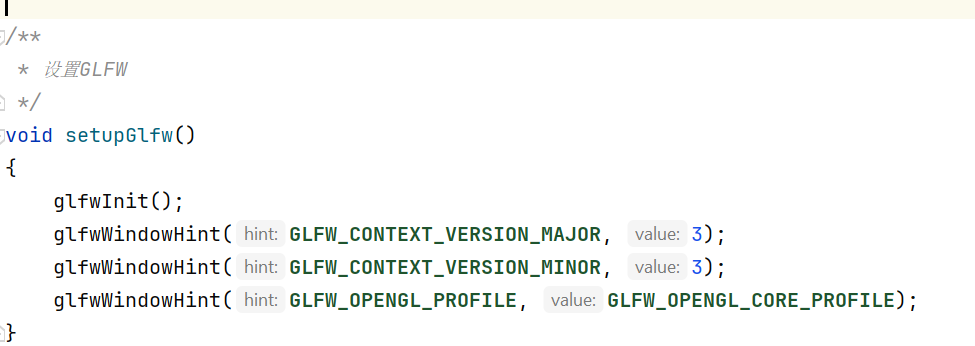 /**
 * 设置GLFW
 */
void setupGlfw()
{
    glfwInit();
    glfwWindowHint( hint: GLFW_CONTEXT_VERSION_MAJOR, value: 3);
    glfwWindowHint( hint: GLFW_CONTEXT_VERSION_MINOR, value: 3);
    glfwWindowHint( hint: GLFW_OPENGL_PROFILE, value: GLFW_OPENGL_CORE_PROFILE);
}